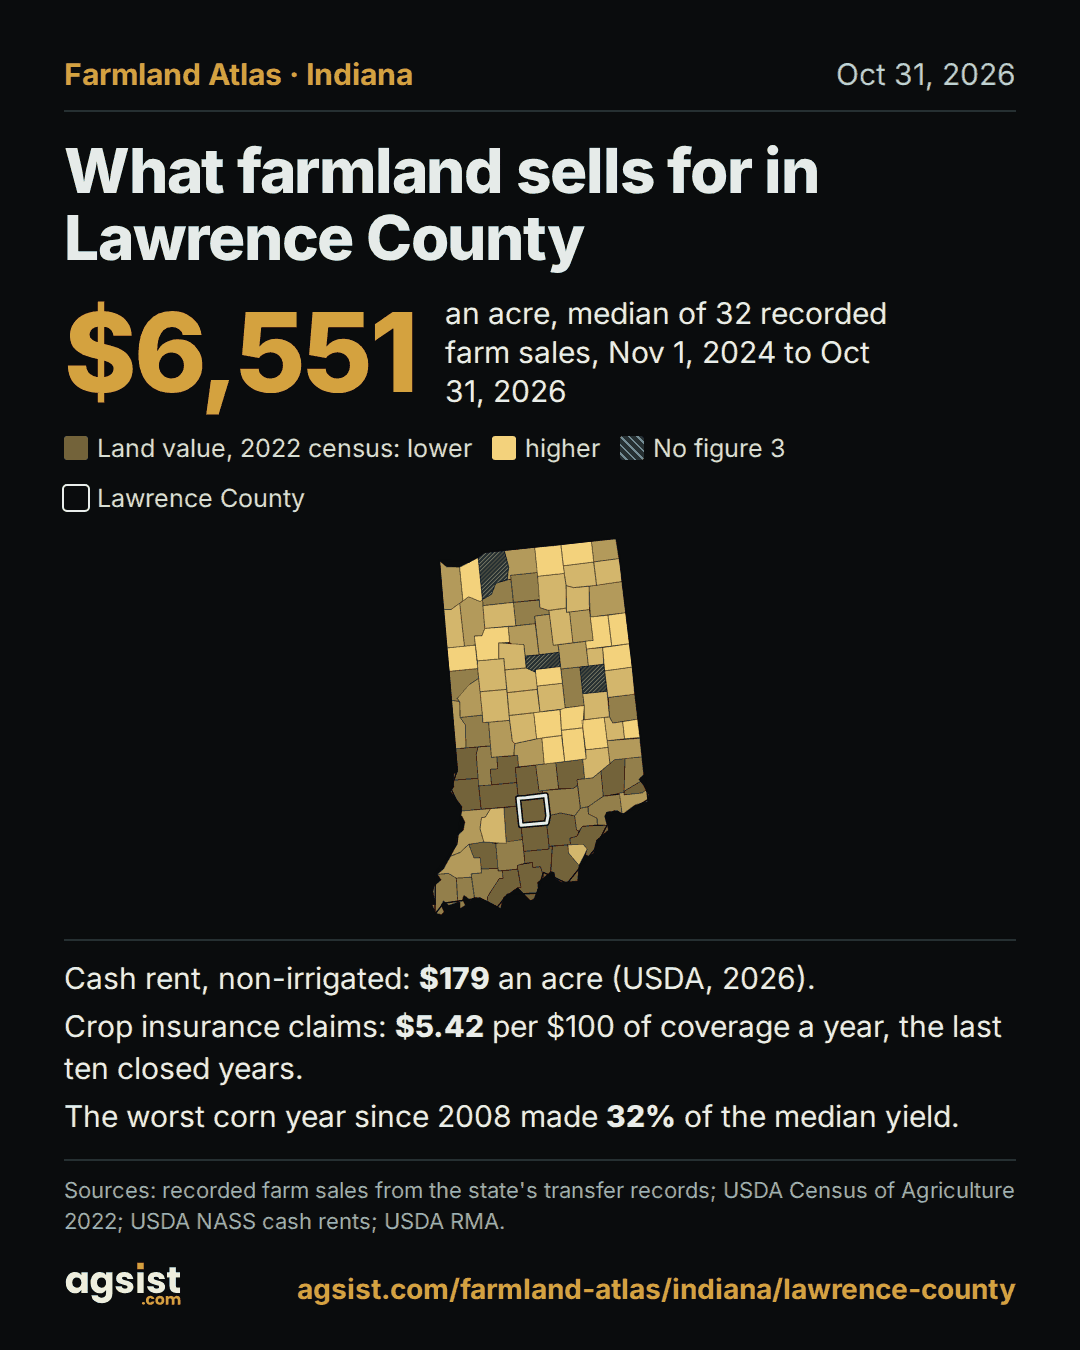 Farmland Atlas · Indiana
Oct 31, 2026
What farmland sells for in
Lawrence County
$6,551
an acre, median of 32 recorded
farm sales, Nov 1, 2024 to Oct
31, 2026
Land value, 2022 census: lower
higher
No figure 3
Lawrence County
Cash rent, non-irrigated: $179 an acre (USDA, 2026).
Crop insurance claims: $5.42 per $100 of coverage a year, the last
ten closed years.
The worst corn year since 2008 made 32% of the median yield.
Sources: recorded farm sales from the state's transfer records; USDA Census of Agriculture
2022; USDA NASS cash rents; USDA RMA.
agsist
.com
agsist.com/farmland-atlas/indiana/lawrence-county